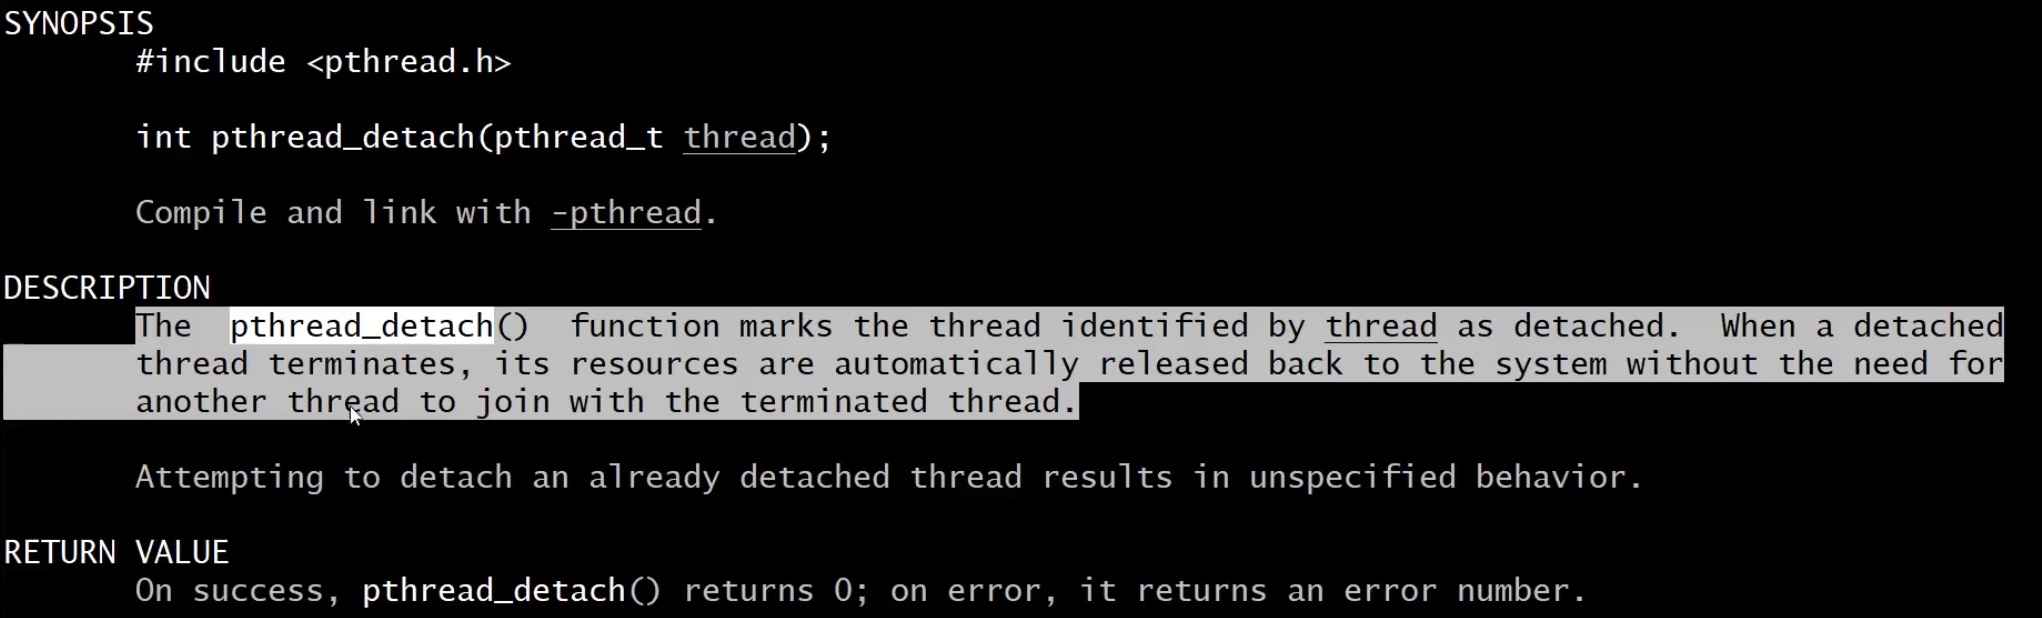 SYNOPSIS
#include <pthread.h>
int pthread_detach(pthread_t thread);
Compile and link with -pthread.
DESCRIPTION
The pthread_detach() function marks the thread identified by thread as detached. When a detached
thread terminates, its resources are automatically released back to the system without the need for
another thread to join with the terminated thread.
Attempting to detach an already detached thread results in unspecified behavior.
RETURN VALUE
On success, pthread_detach() returns 0; on error, it returns an error number.